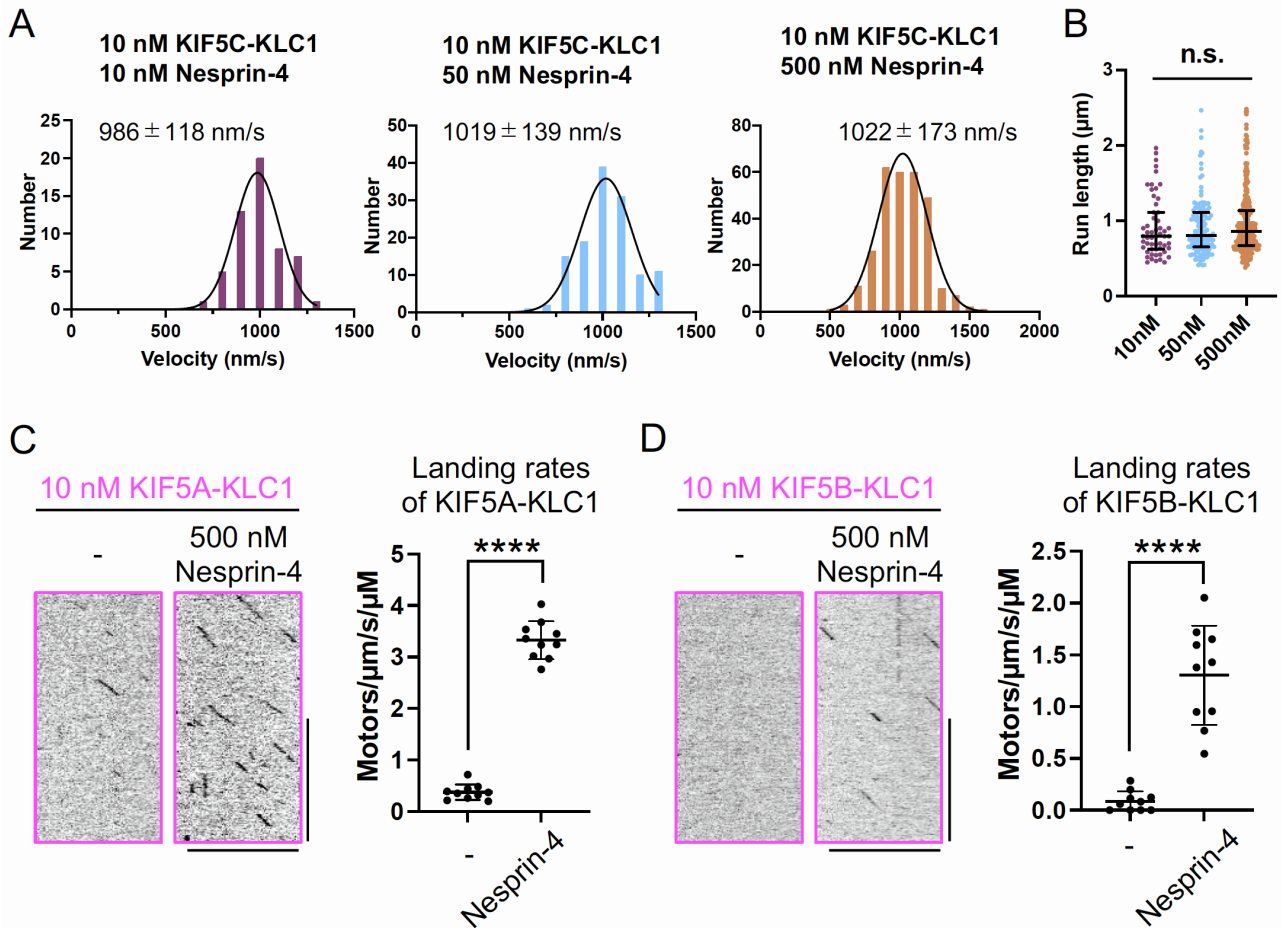 A
10 nM KIF5C-KLC1
10 nM Nesprin-4
986 ± 118 nm/s
Number
25
20
15
10
5
0
0
500
1000
1500
Velocity (nm/s)
10 nM KIF5C-KLC1
50 nM Nesprin-4
1019 ± 139 nm/s
Number
50
40
30
20
10
0
0
500
1000
1500
Velocity (nm/s)
10 nM KIF5C-KLC1
500 nM Nesprin-4
1022 ± 173 nm/s
Number
80
60
40
20
0
0
500
1000
1500
2000
Velocity (nm/s)
B
n.s.
Run length (μm)
3
2
1
0
10nM
50nM
500nM
C
10 nM KIF5A-KLC1
-
500 nM
Nesprin-4
Landing rates
of KIF5A-KLC1
****
Motors/μm/s/μM
5
4
3
2
1
0
-
Nesprin-4
D
10 nM KIF5B-KLC1
-
500 nM
Nesprin-4
Landing rates
of KIF5B-KLC1
****
Motors/μm/s/μM
2.5
2.0
1.5
1.0
0.5
0.0
-
Nesprin-4